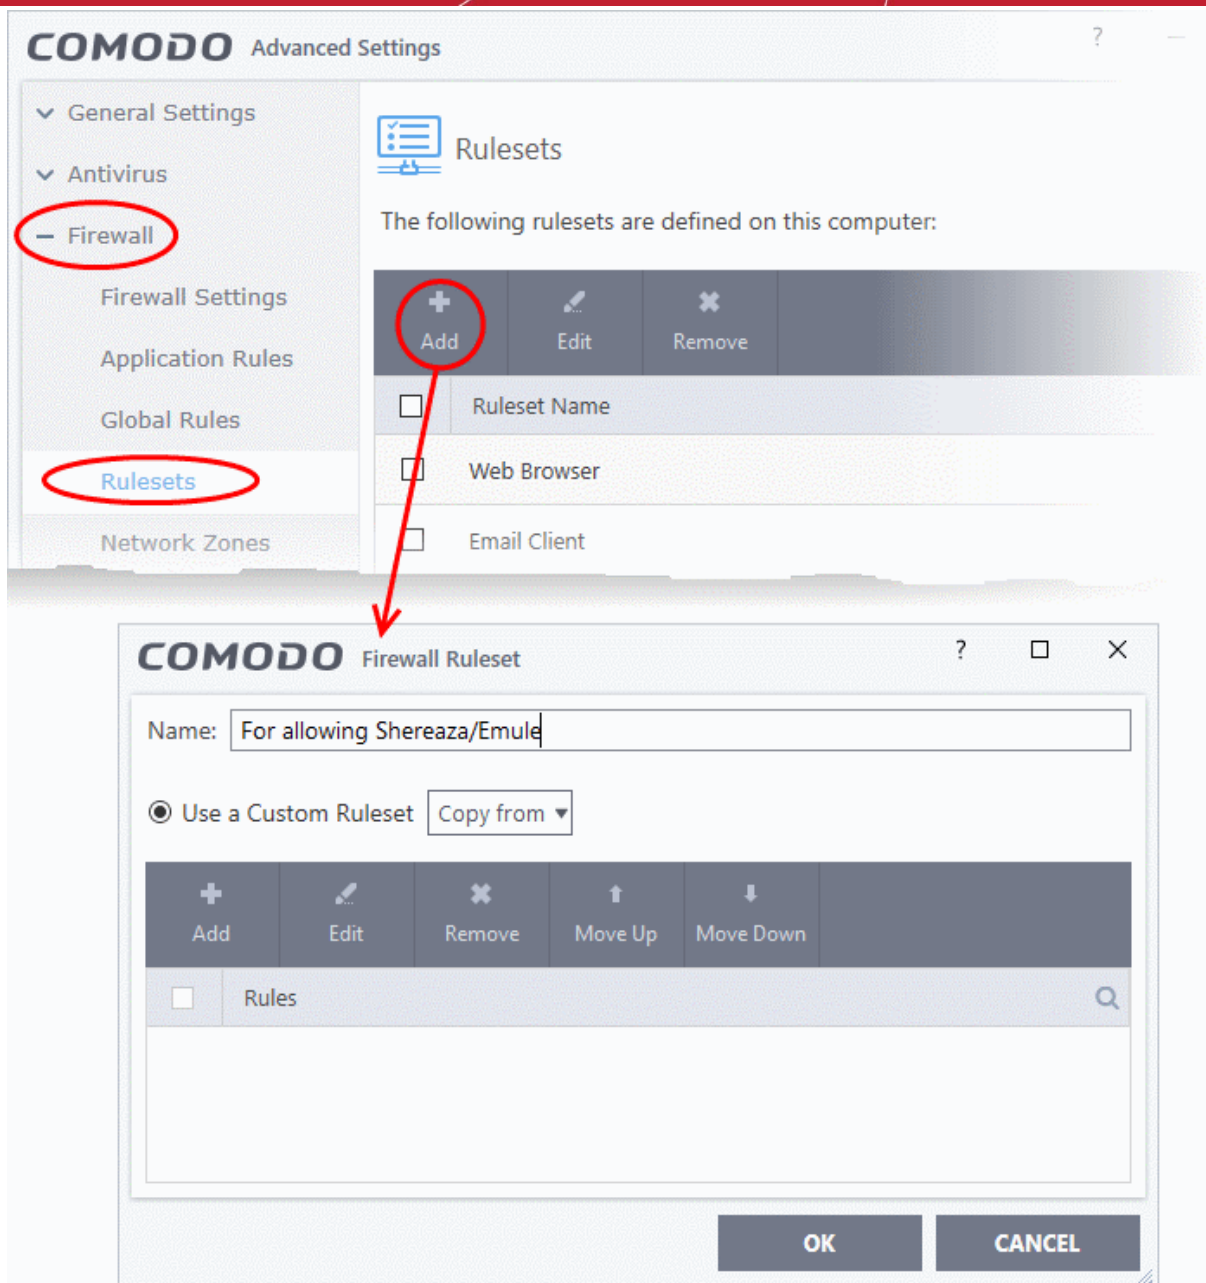 COMODO Advanced Settings ?
General Settings
Antivirus
Firewall
Firewall Settings
Application Rules
Global Rules
Rulesets
Network Zones
Rulesets
The following rulesets are defined on this computer:
Add Edit Remove
Ruleset Name
Web Browser
Email Client
COMODO Firewall Ruleset ?
Name: For allowing Shereaza/Emule
Use a Custom Ruleset Copy from
Add Edit Remove Move Up Move Down
Rules
OK CANCEL